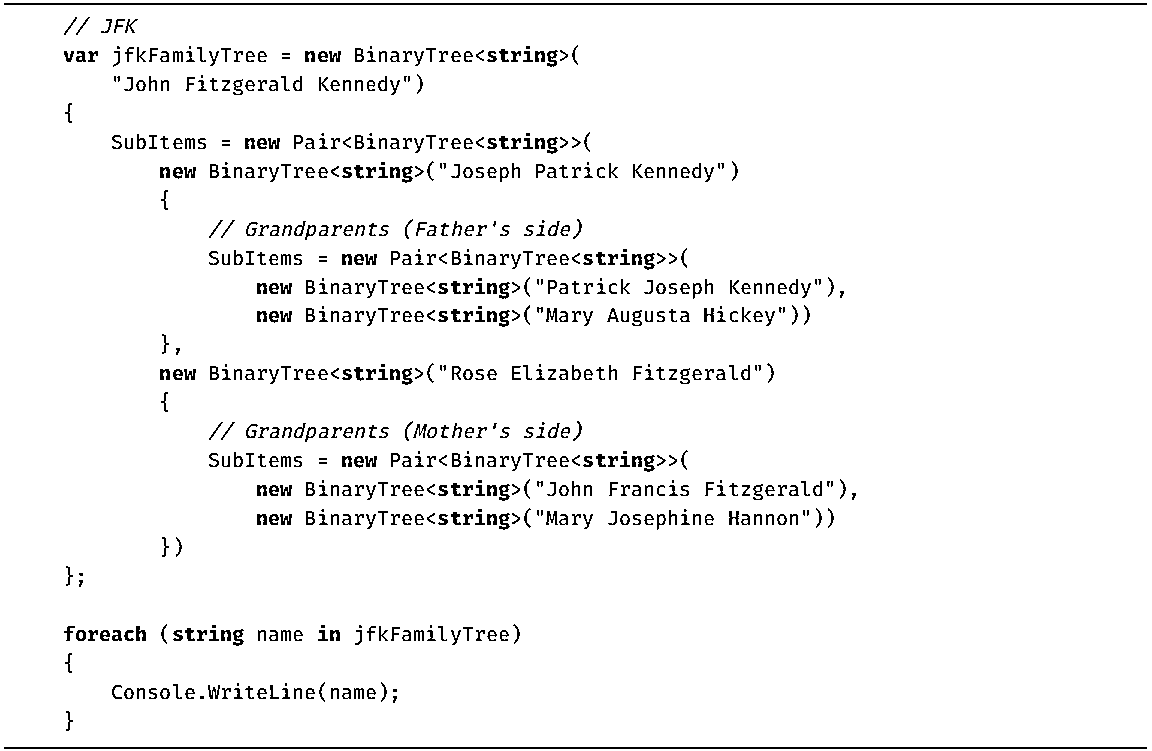 // JFK
var jfkFamilyTree = new BinaryTree<string>(
    "John Fitzgerald Kennedy")
{
    SubItems = new Pair<BinaryTree<string>>(
        new BinaryTree<string>("Joseph Patrick Kennedy")
        {
            // Grandparents (Father's side)
            SubItems = new Pair<BinaryTree<string>>(
                new BinaryTree<string>("Patrick Joseph Kennedy"),
                new BinaryTree<string>("Mary Augusta Hickey"))
        },
        new BinaryTree<string>("Rose Elizabeth Fitzgerald")
        {
            // Grandparents (Mother's side)
            SubItems = new Pair<BinaryTree<string>>(
                new BinaryTree<string>("John Francis Fitzgerald"),
                new BinaryTree<string>("Mary Josephine Hannon"))
        })
};

foreach (string name in jfkFamilyTree)
{
    Console.WriteLine(name);
}